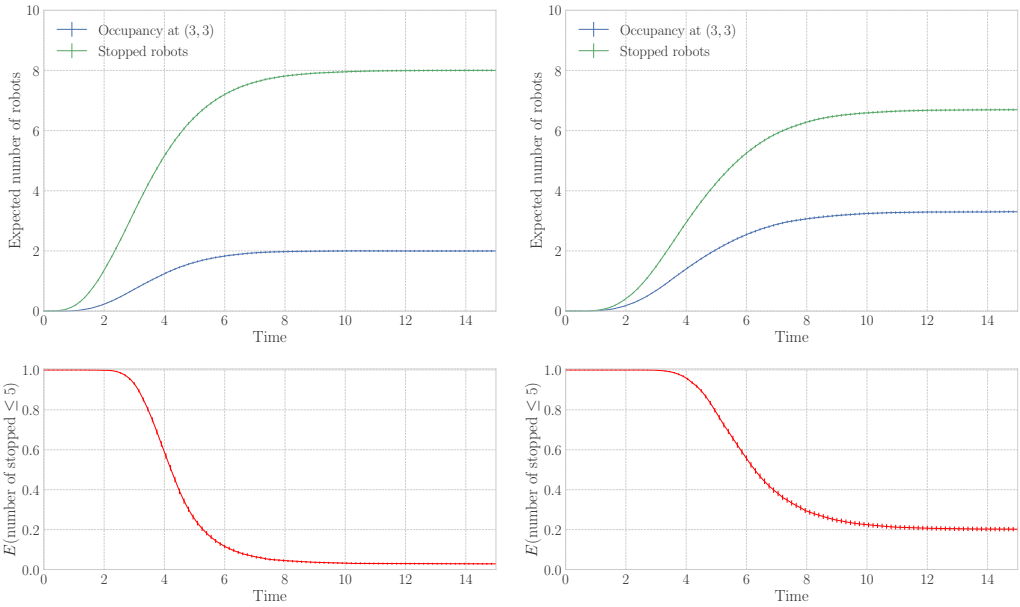 10
8
6
4
2
0
Expected number of robots
Occupancy at (3, 3)
Stopped robots
0 2 4 6 8 10 12 14
Time
10
8
6
4
2
0
Expected number of robots
Occupancy at (3, 3)
Stopped robots
0 2 4 6 8 10 12 14
Time
1.0
0.8
0.6
0.4
0.2
0.0
E(number of stopped ≤ 5)
0 2 4 6 8 10 12 14
Time
1.0
0.8
0.6
0.4
0.2
0.0
E(number of stopped ≤ 5)
0 2 4 6 8 10 12 14
Time